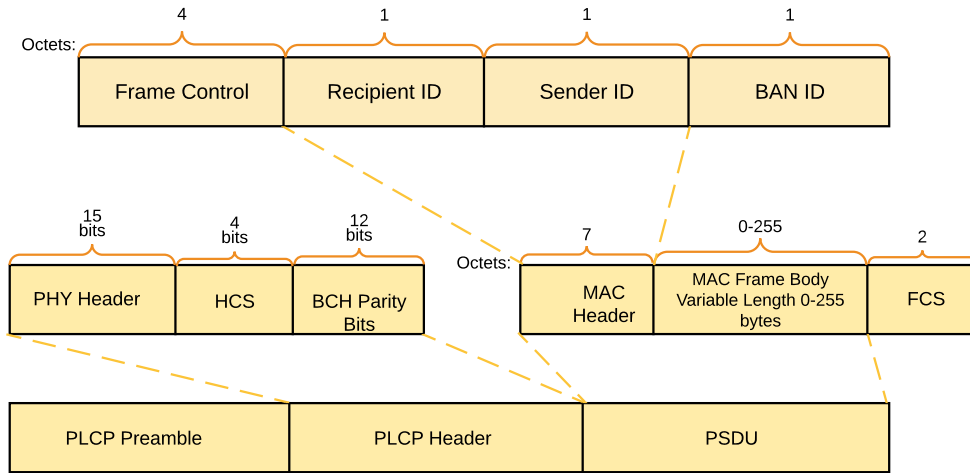 4
1
1
1
Octets:
Frame Control
Recipient ID
Sender ID
BAN ID
15
bits
4
bits
12
bits
PHY Header
HCS
BCH Parity
Bits
Octets:
7
0-255
2
MAC
Header
MAC Frame Body
Variable Length 0-255
bytes
FCS
PLCP Preamble
PLCP Header
PSDU